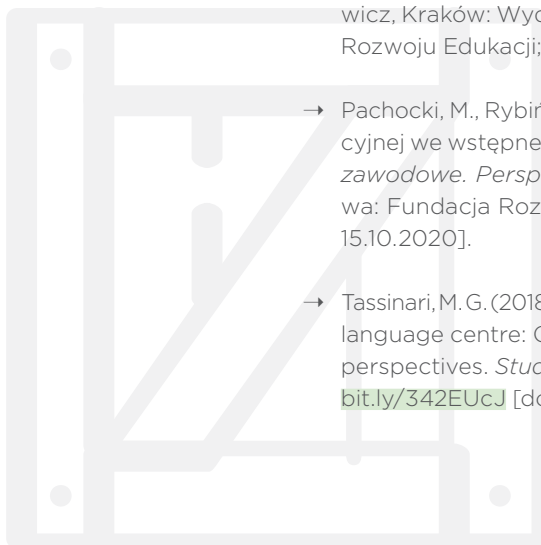 wicz, Kraków: Wyd
Rozwoju Edukacji;
→ Pachocki, M., Rybiń
cyjnej we wstępne
zawodowe. Persp
wa: Fundacja Roz
15.10.2020].
→ Tassinari, M. G. (2018
language centre: C
perspectives. Stud
bit.ly/342EUcJ [do